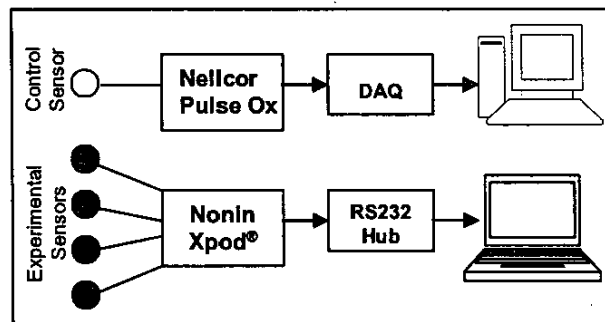 Control
Sensor
Nellcor
Pulse Ox
DAQ
Experimental
Sensors
Nonin
Xpod®
RS232
Hub